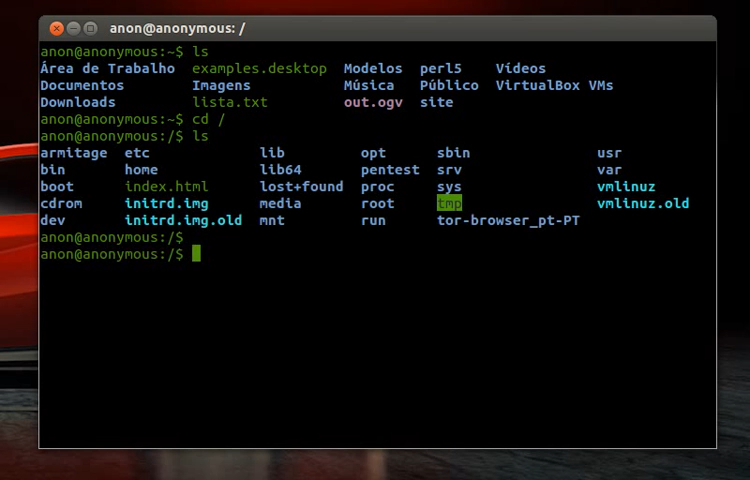 anon@anonymous: /
anon@anonymous:~$ ls
Área de Trabalho examples.desktop Modelos perl5 Vídeos
Documentos Imagens Música Público VirtualBox VMs
Downloads lista.txt out.ogv site
anon@anonymous:~$ cd /
anon@anonymous:/$ ls
armitage etc lib opt sbin usr
bin home lib64 pentest srv var
boot index.html lost+found proc sys vmlinuz
cdrom initrd.img media root tmp vmlinuz.old
dev initrd.img.old mnt run tor-browser_pt-PT
anon@anonymous:/$
anon@anonymous:/$